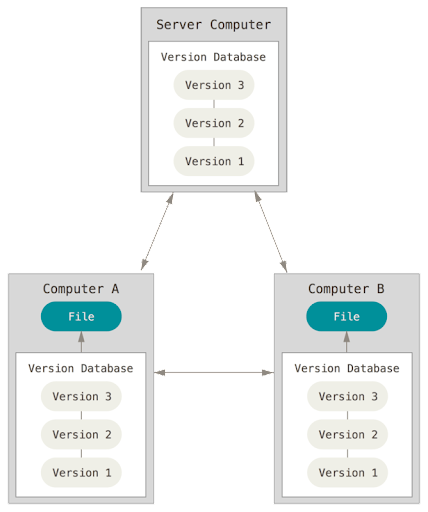 Server Computer
Version Database
Version 3
Version 2
Version 1
Computer A
File
Version Database
Version 3
Version 2
Version 1
Computer B
File
Version Database
Version 3
Version 2
Version 1